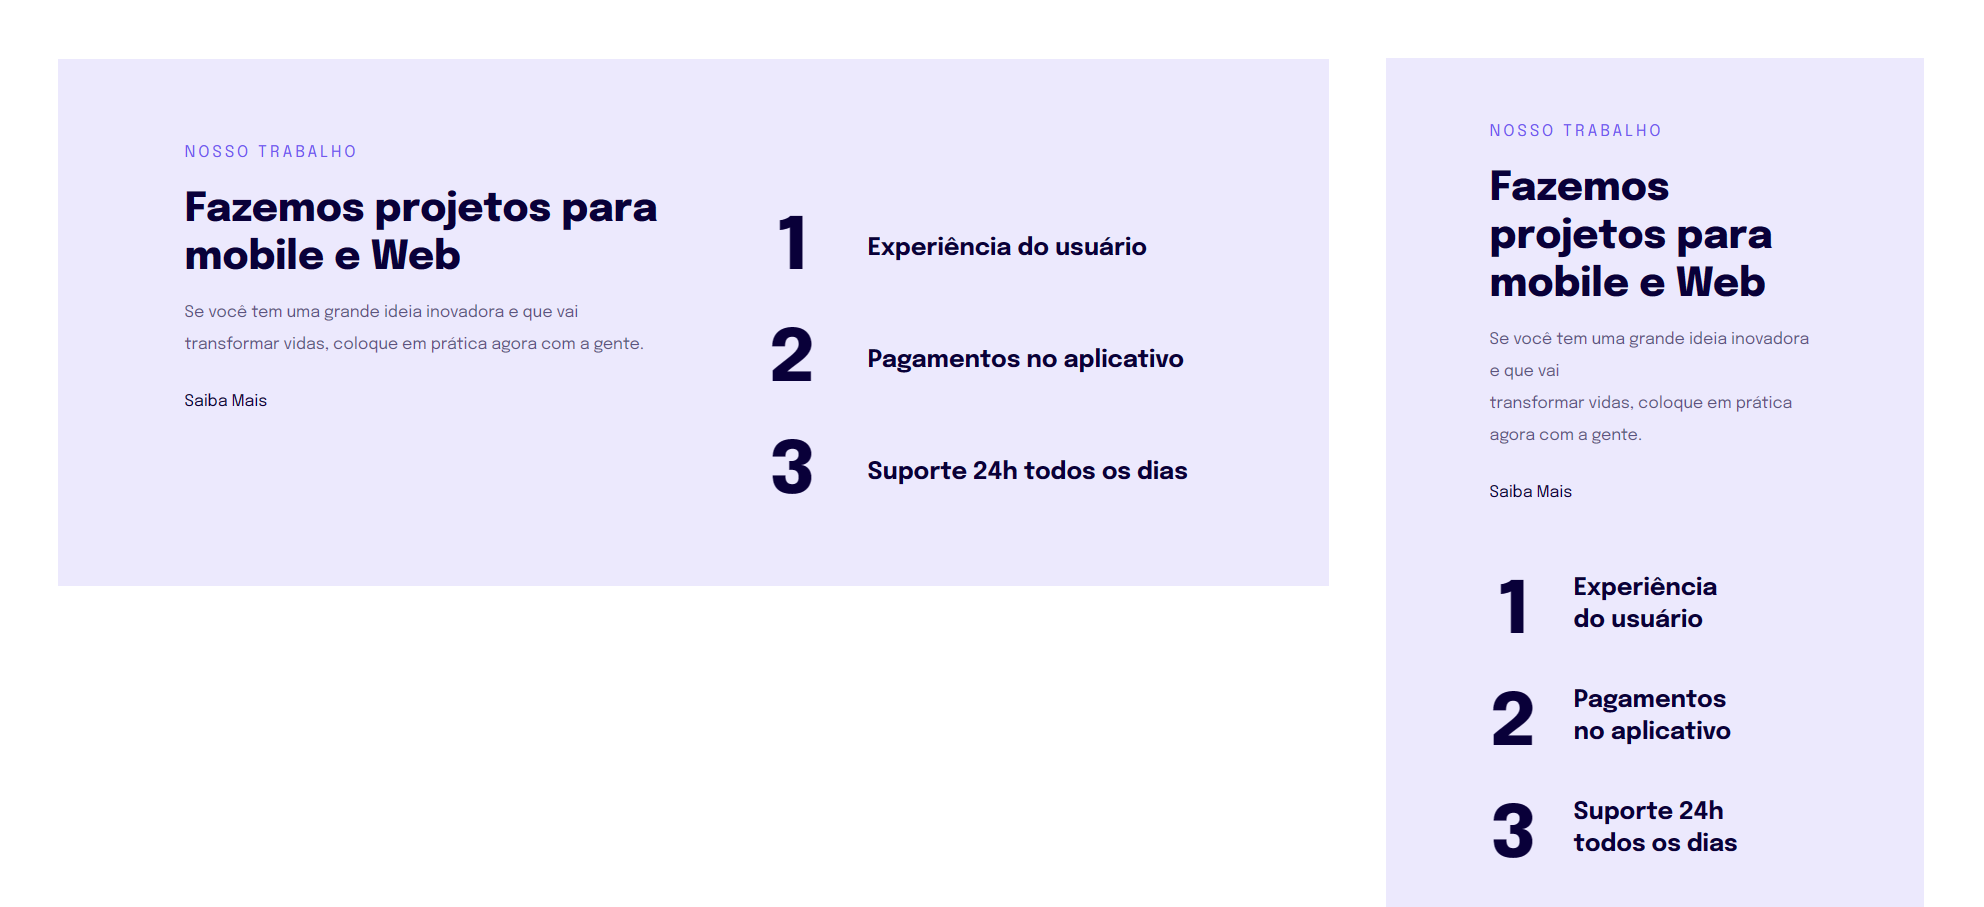 NOSSO TRABALHO
Fazemos projetos para
mobile e Web
Se você tem uma grande ideia inovadora e que vai
transformar vidas, coloque em prática agora com a gente.
Saiba Mais
1 Experiência do usuário
2 Pagamentos no aplicativo
3 Suporte 24h todos os dias
NOSSO TRABALHO
Fazemos
projetos para
mobile e Web
Se você tem uma grande ideia inovadora
e que vai
transformar vidas, coloque em prática
agora com a gente.
Saiba Mais
1
Experiência
do usuário
2
Pagamentos
no aplicativo
3
Suporte 24h
todos os dias